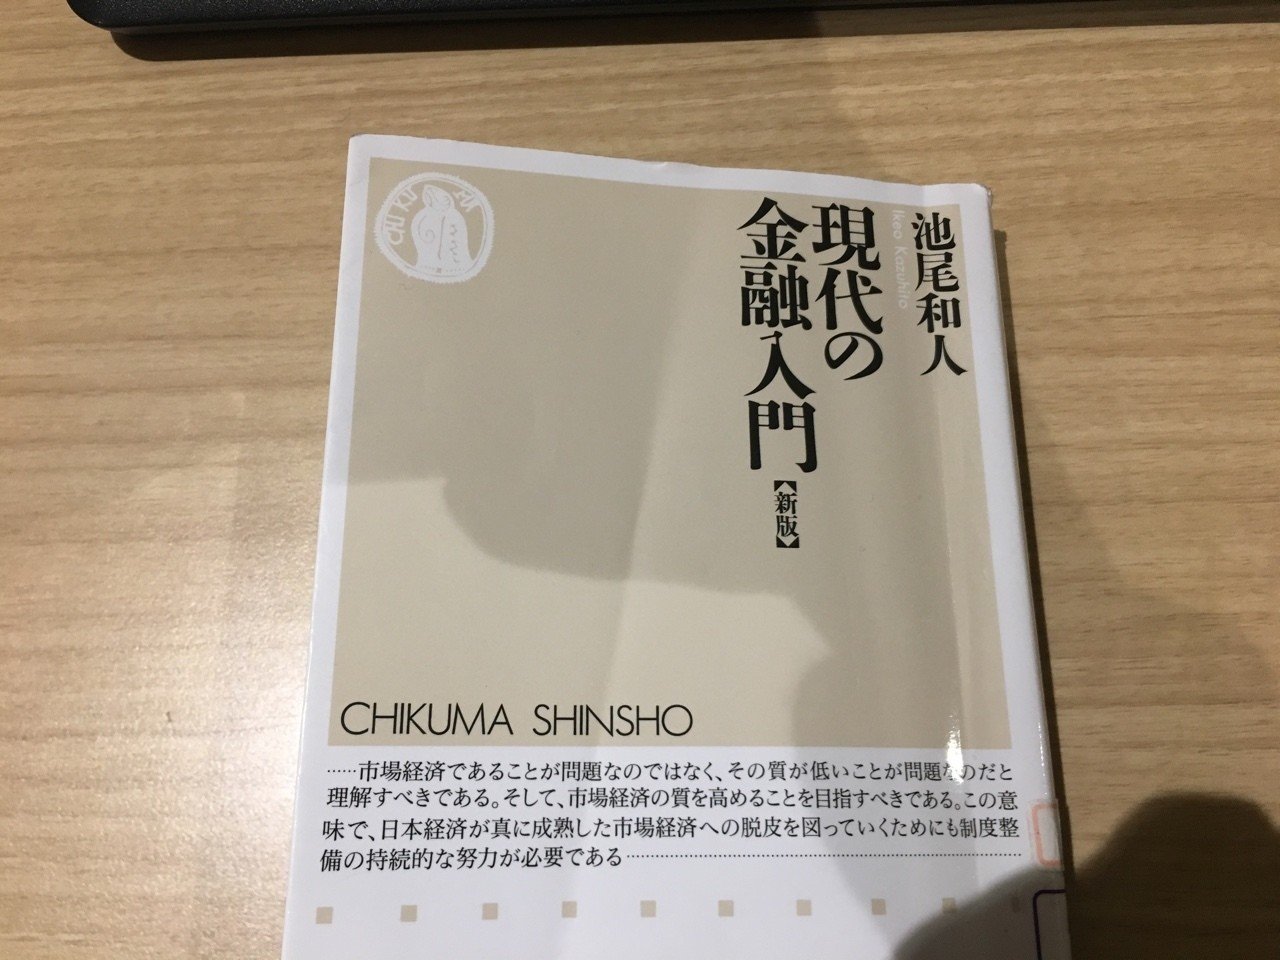 池尾和人
Ikeo Kazuhito
現代の
金融入門
【新版】
CHIKUMA
CHIKUMA SHINSHO
……市場経済であることが問題なのではなく、その質が低いことが問題なのだと
理解すべきである。そして、市場経済の質を高めることを目指すべきである。この意
味で、日本経済が真に成熟した市場経済への脱皮を図っていくためにも制度整
備の持続的な努力が必要である……